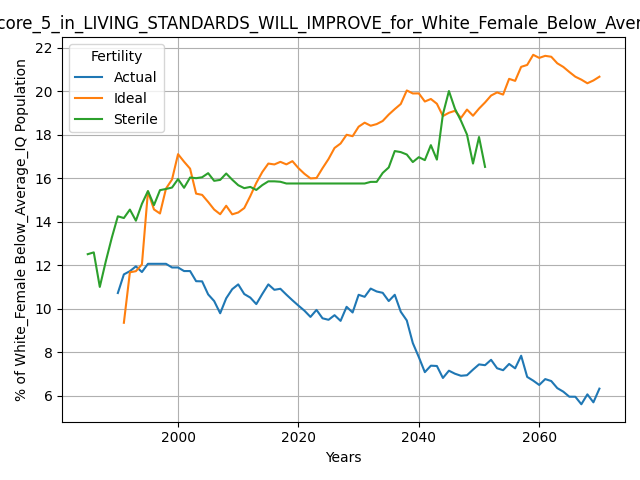 core_5_in_LIVING_STANDARDS_WILL_IMPROVE_for_White_Female_Below_Aver
Fertility
Actual
Ideal
Sterile
% of White_Female Below_Average_IQ Population
22
20
18
16
14
12
10
8
6
2000 2020 2040 2060
Years